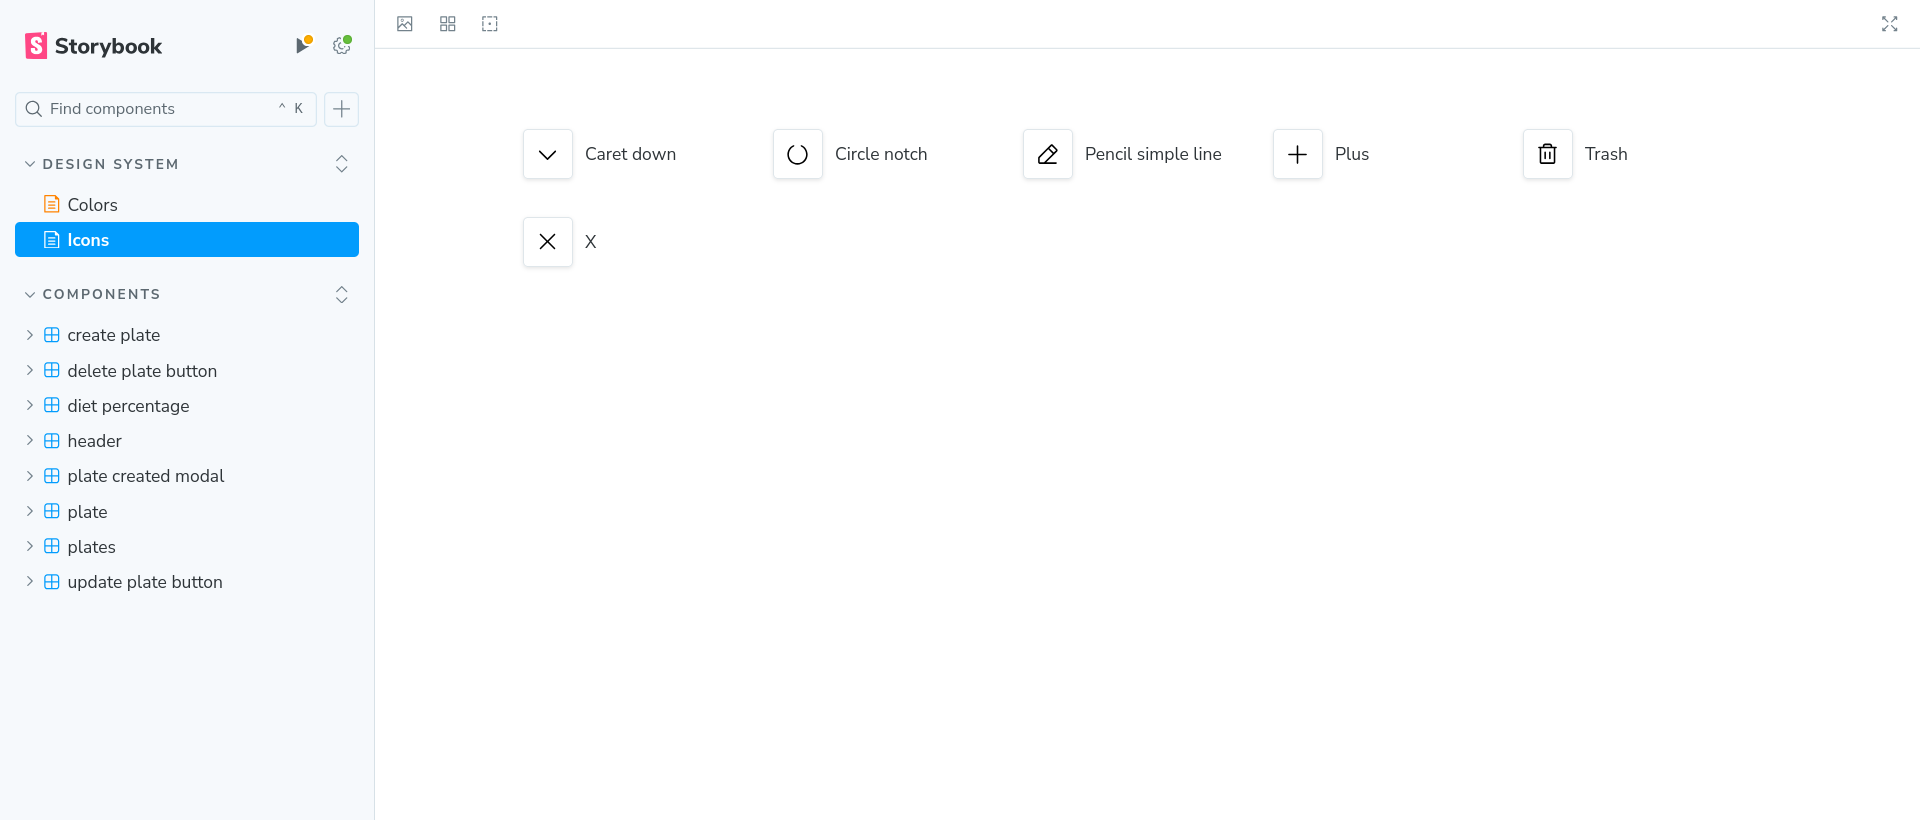 Storybook
Find components
^ K
DESIGN SYSTEM
Colors
Icons
COMPONENTS
create plate
delete plate button
diet percentage
header
plate created modal
plate
plates
update plate button
Caret down
Circle notch
Pencil simple line
Plus
Trash
X